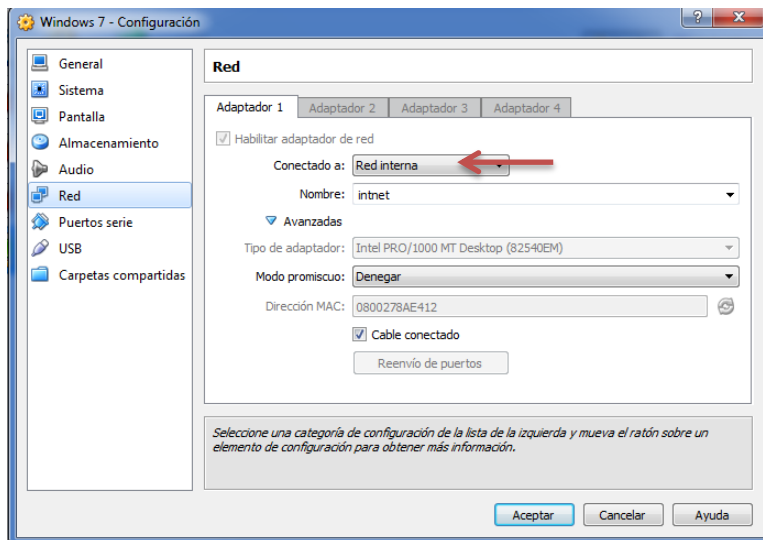 Windows 7 - Configuración
General
Sistema
Pantalla
Almacenamiento
Audio
Red
Puertos serie
USB
Carpetas compartidas
Red
Adaptador 1 Adaptador 2 Adaptador 3 Adaptador 4
Habilitar adaptador de red
Conectado a: Red interna
Nombre: intnet
Avanzadas
Tipo de adaptador: Intel PRO/1000 MT Desktop (82540EM)
Modo promiscuo: Denegar
Dirección MAC: 0800278AE412
Cable conectado
Reenvío de puertos
Seleccione una categoría de configuración de la lista de la izquierda y mueva el ratón sobre un
elemento de configuración para obtener más información.
Aceptar Cancelar Ayuda